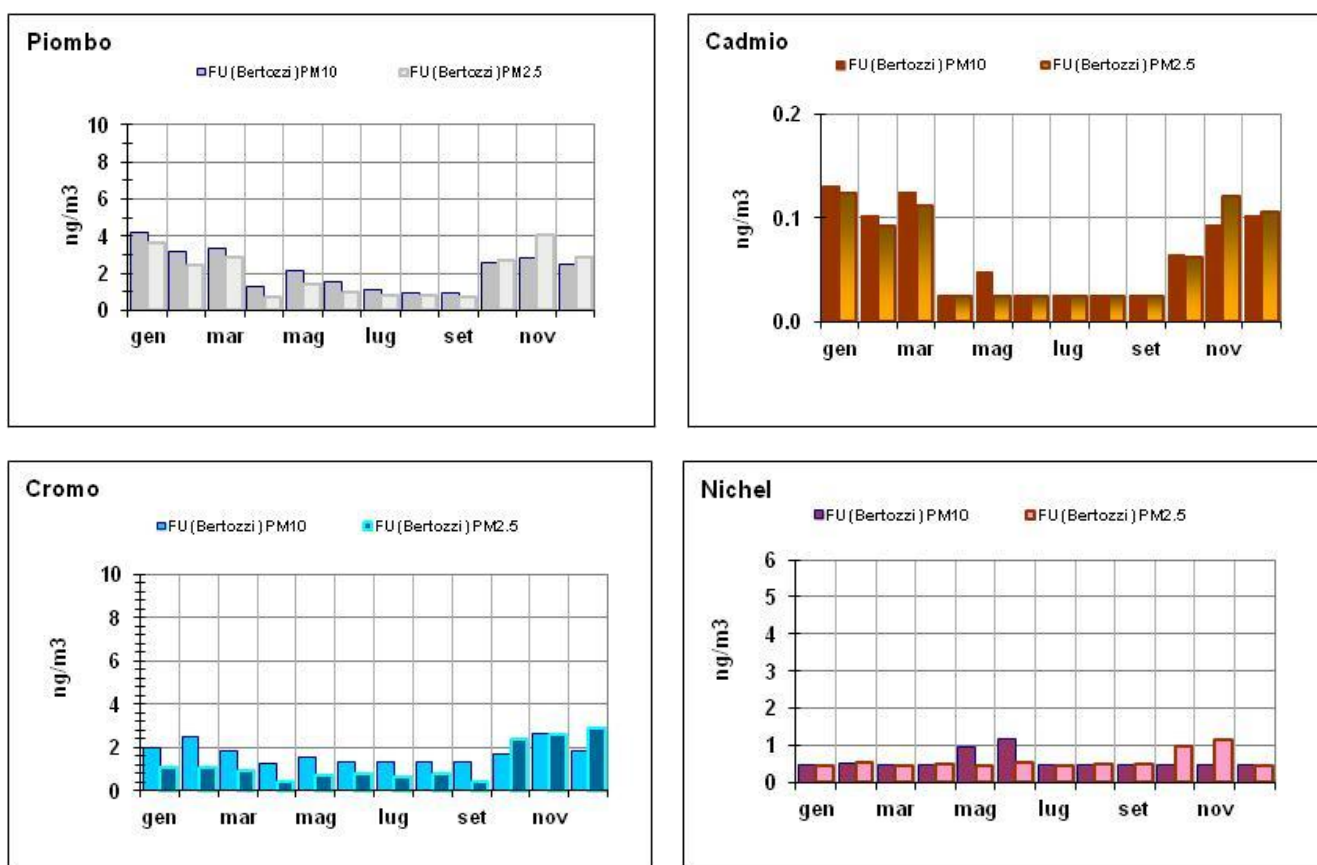 Piombo
FU(Bertozzi)PM10 FU(Bertozzi)PM2.5
10
8
6
4
2
0
ng/m3
gen mar mag lug set nov
Cadmio
FU(Bertozzi)PM10 FU(Bertozzi)PM2.5
0.2
0.1
0.0
ng/m3
gen mar mag lug set nov
Cromo
FU(Bertozzi)PM10 FU(Bertozzi)PM2.5
10
8
6
4
2
0
ng/m3
gen mar mag lug set nov
Nichel
FU(Bertozzi)PM10 FU(Bertozzi)PM2.5
6
5
4
3
2
1
0
ng/m3
gen mar mag lug set nov